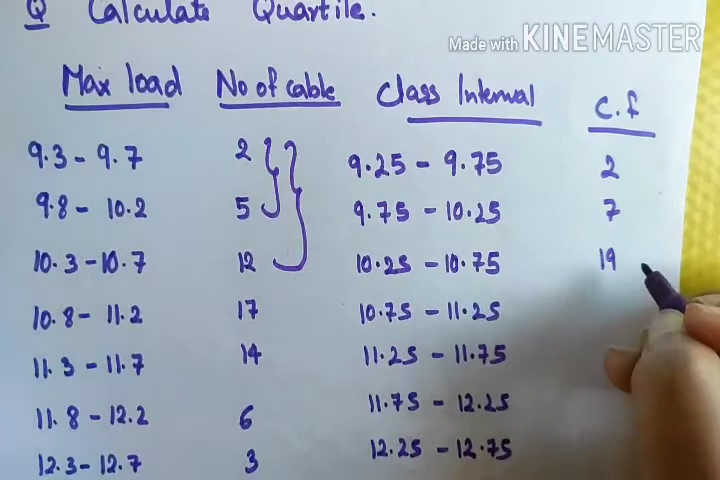 Q Calculate Quartile.
Made with KINEMASTER
Max load No of cable Class Interval C.f
9.3 - 9.7 2 9.25 - 9.75 2
9.8 - 10.2 5 9.75 - 10.25 7
10.3 - 10.7 12 10.25 - 10.75 19
10.8 - 11.2 17 10.75 - 11.25
11.3 - 11.7 14 11.25 - 11.75
11.8 - 12.2 6 11.75 - 12.25
12.3 - 12.7 3 12.25 - 12.75